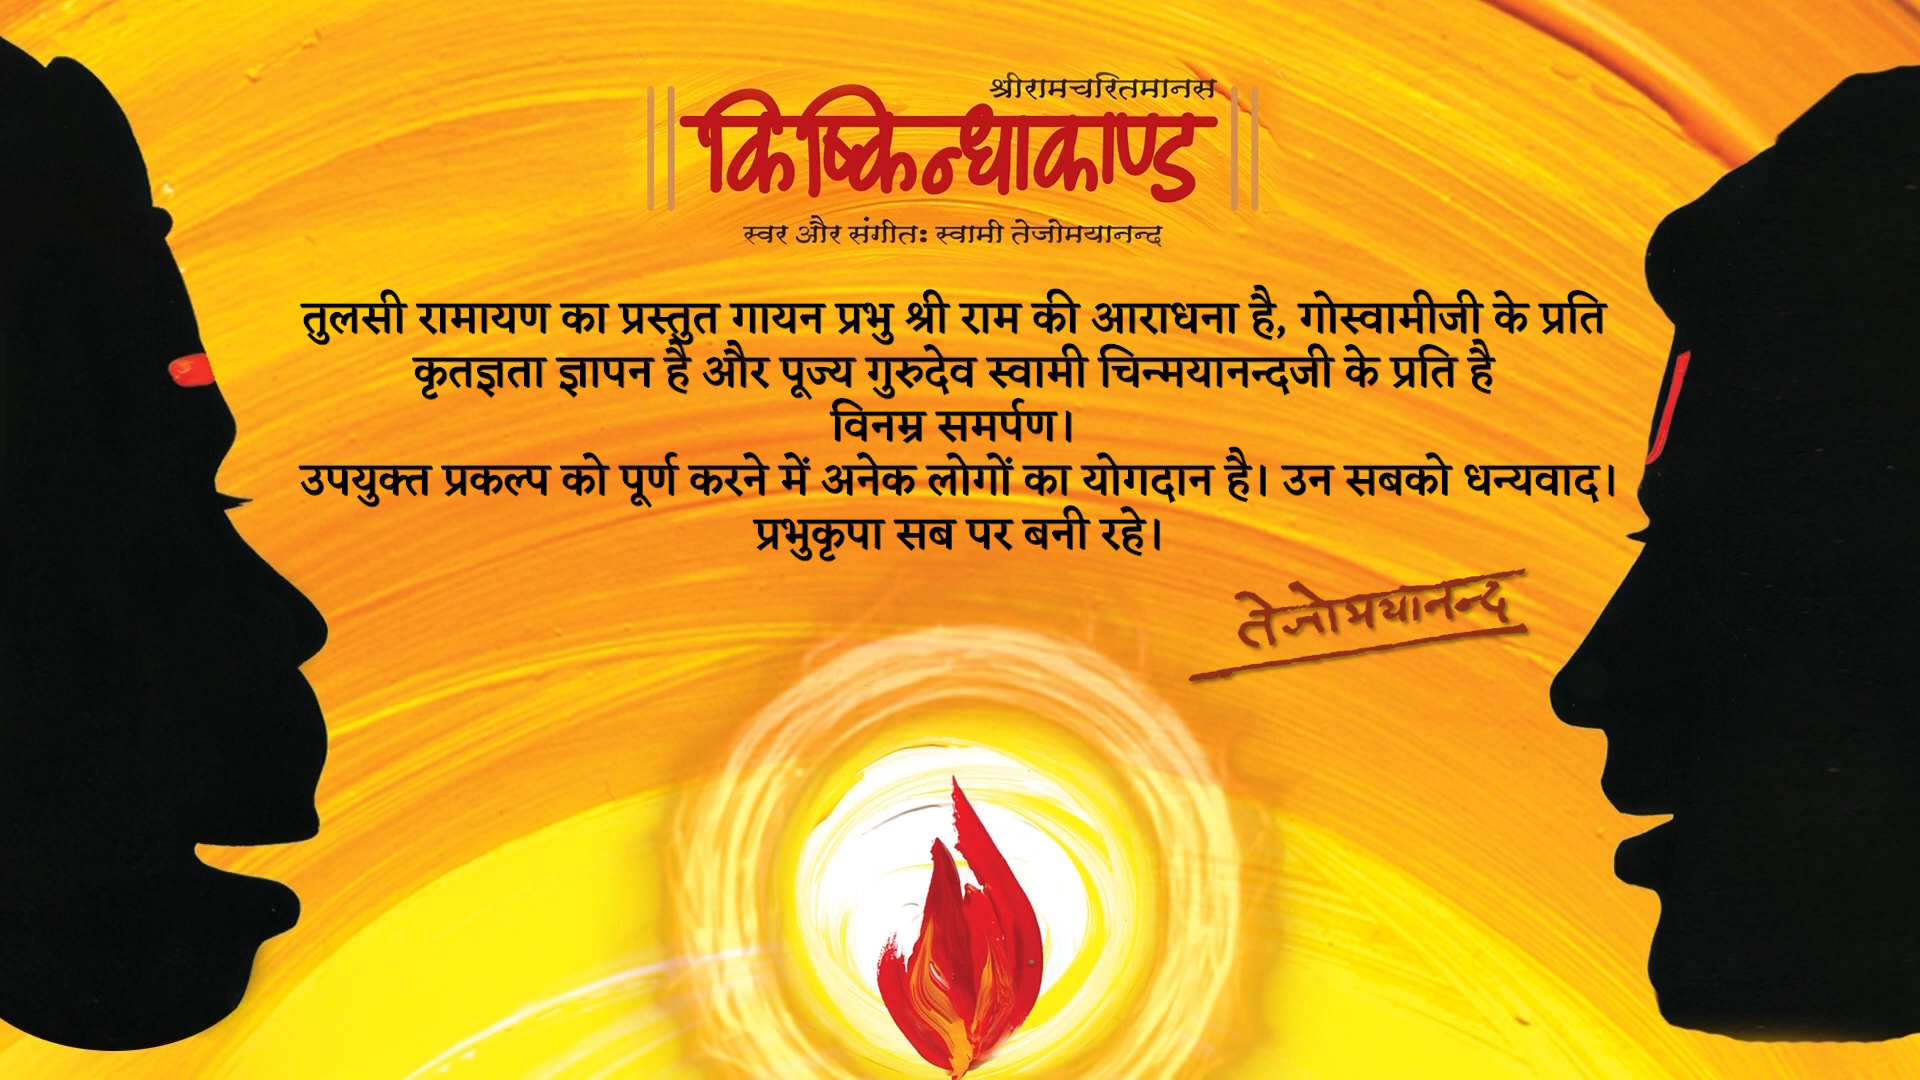 श्रीरामचरितमानस
|| किष्किन्धाकाण्ड ||
स्वर और संगीत: स्वामी तेजोमयानन्द
तुलसी रामायण का प्रस्तुत गायन प्रभु श्री राम की आराधना है, गोस्वामीजी के प्रति
कृतज्ञता ज्ञापन है और पूज्य गुरुदेव स्वामी चिन्मयानन्दजी के प्रति है
विनम्र समर्पण।
उपयुक्त प्रकल्प को पूर्ण करने में अनेक लोगों का योगदान है। उन सबको धन्यवाद।
प्रभुकृपा सब पर बनी रहे।
तेजोमयानन्द